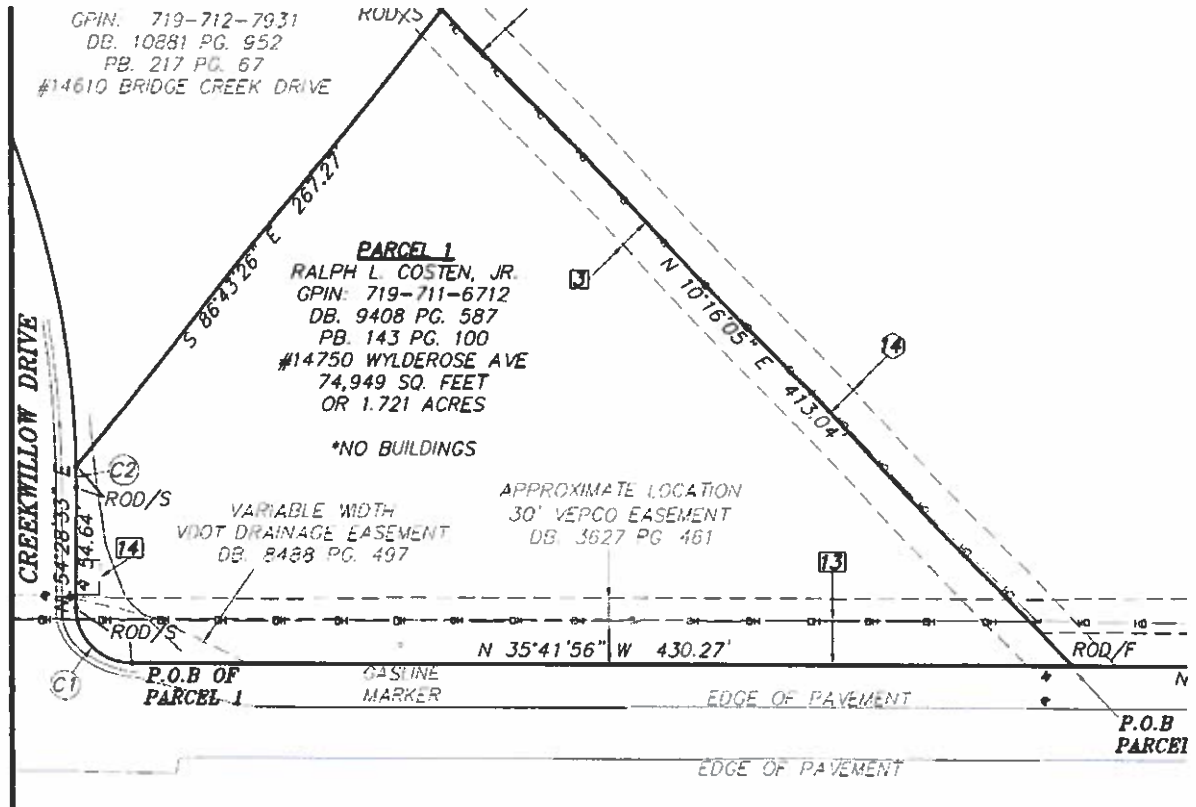 GPIN: 719-712-7931
DB. 10881 PG. 952
PB. 217 PG. 67
#14610 BRIDGE CREEK DRIVE
ROD/S
S 86°43'26" E 267.27'
PARCEL 1
RALPH L. COSTEN, JR.
GPIN: 719-711-6712
DB. 9408 PG. 587
PB. 143 PG. 100
#14750 WYLDEROSE AVE
74,949 SQ. FEET
OR 1.721 ACRES
*NO BUILDINGS
3
N 10°16'05" E 413.04'
14
CREEKWILLOW DRIVE
N 54°28'33" E
54.64'
C2
ROD/S
14
VARIABLE WIDTH
VDOT DRAINAGE EASEMENT
DB. 8488 PG. 497
APPROXIMATE LOCATION
30' VEPCO EASEMENT
DB. 3627 PG 461
13
ROD/S
N 35°41'56" W 430.27'
ROD/F
C1
P.O.B OF
PARCEL 1
GASLINE
MARKER
EDGE OF PAVEMENT
N
P.O.B
PARCEL
EDGE OF PAVEMENT